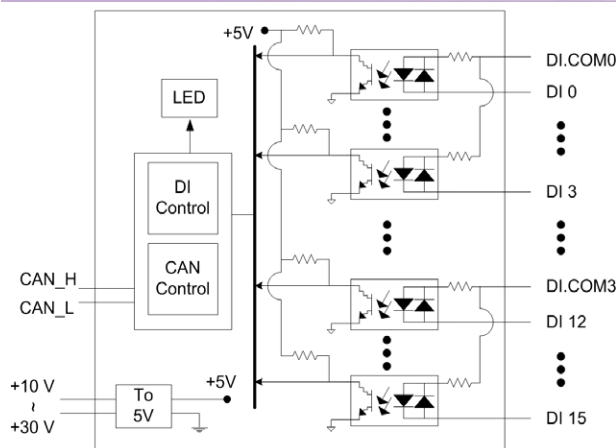 +5V
DI.COM0
LED
DI 0
DI
Control
DI 3
CAN
Control
CAN_H
CAN_L
DI.COM3
DI 12
+10 V
~
+30 V
To
5V
+5V
DI 15